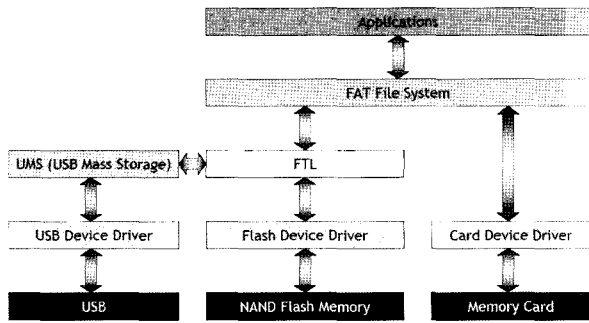 Applications
FAT File System
UMS (USB Mass Storage)
FTL
USB Device Driver
Flash Device Driver
Card Device Driver
USB
NAND Flash Memory
Memory Card